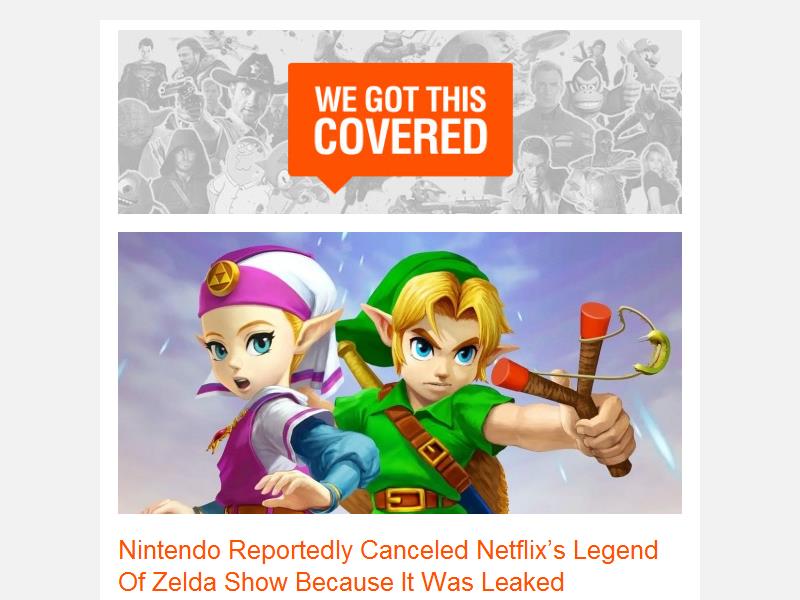 WE GOT THIS
COVERED
Nintendo Reportedly Canceled Netflix’s Legend
Of Zelda Show Because It Was Leaked